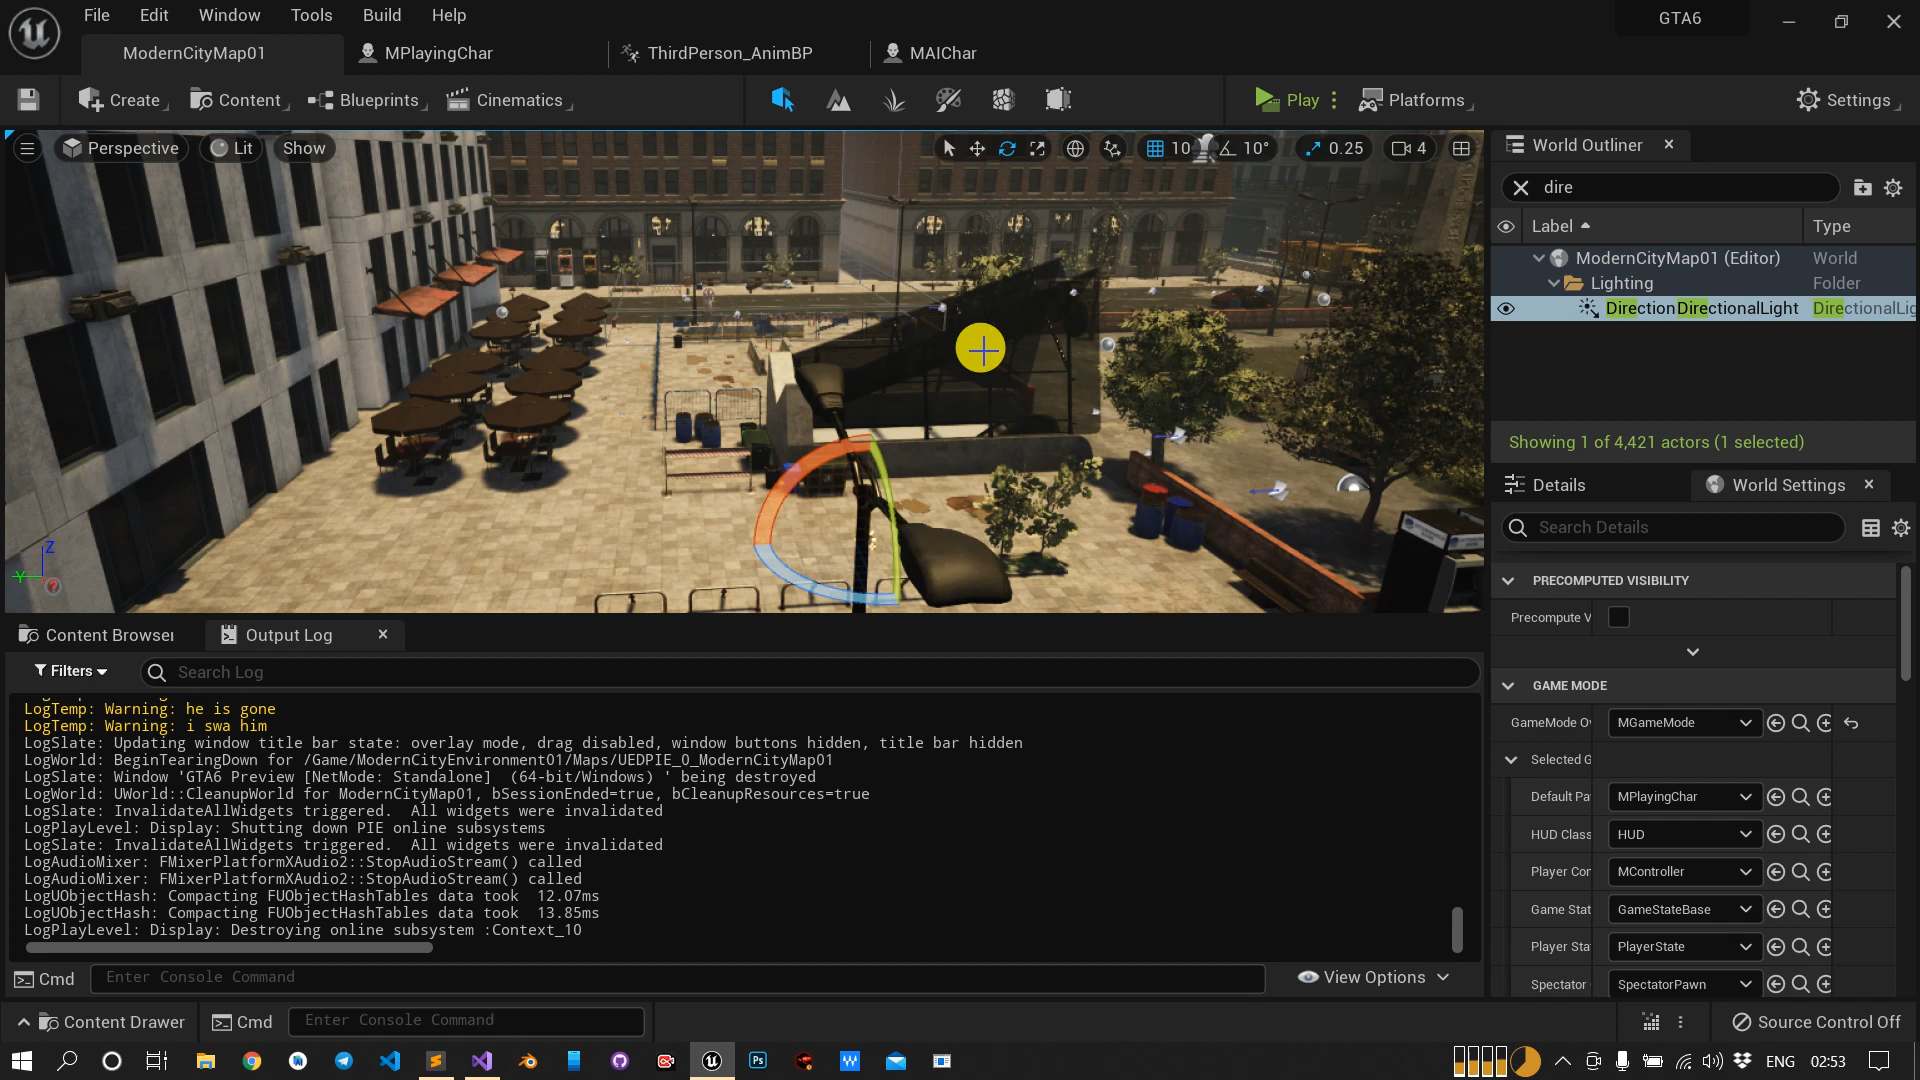 File Edit Window Tools Build Help
GTA6
ModernCityMap01 MPlayingChar ThirdPerson_AnimBP MAIChar
Create Content Blueprints Cinematics Play Platforms Settings
Perspective Lit Show 10 10° 0.25 4
World Outliner
dire
Label Type
ModernCityMap01 (Editor) World
Lighting Folder
DirectionDirectionalLight DirectionalLig
Showing 1 of 4,421 actors (1 selected)
Details World Settings
Search Details
PRECOMPUTED VISIBILITY
Precompute V
GAME MODE
GameMode Ov MGameMode
Selected G
Default Pa MPlayingChar
HUD Class HUD
Player Con MController
Game Stat GameStateBase
Player Sta PlayerState
Spectator SpectatorPawn
Z
Y
Content Browser Output Log
Filters Search Log
LogTemp: Warning: he is gone
LogTemp: Warning: i swa him
LogSlate: Updating window title bar state: overlay mode, drag disabled, window buttons hidden, title bar hidden
LogWorld: BeginTearingDown for /Game/ModernCityEnvironment01/Maps/UEDPIE_0_ModernCityMap01
LogSlate: Window 'GTA6 Preview [NetMode: Standalone]  (64-bit/Windows) ' being destroyed
LogWorld: UWorld::CleanupWorld for ModernCityMap01, bSessionEnded=true, bCleanupResources=true
LogSlate: InvalidateAllWidgets triggered.  All widgets were invalidated
LogPlayLevel: Display: Shutting down PIE online subsystems
LogSlate: InvalidateAllWidgets triggered.  All widgets were invalidated
LogAudioMixer: FMixerPlatformXAudio2::StopAudioStream() called
LogAudioMixer: FMixerPlatformXAudio2::StopAudioStream() called
LogUObjectHash: Compacting FUObjectHashTables data took  12.07ms
LogUObjectHash: Compacting FUObjectHashTables data took  13.85ms
LogPlayLevel: Display: Destroying online subsystem :Context_10
Cmd Enter Console Command View Options
Content Drawer Cmd Enter Console Command Source Control Off
Ps ENG 02:53